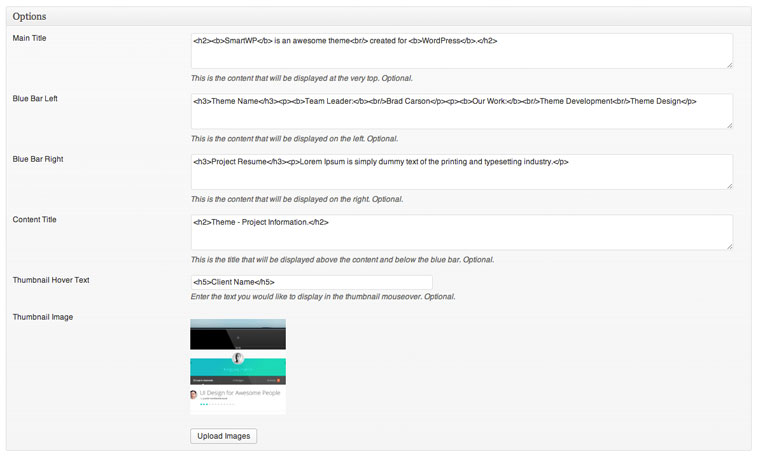 Options
Main Title
<h2><b>SmartWP</b> is an awesome theme<br/> created for <b>WordPress</b>.</h2>
This is the content that will be displayed at the very top. Optional.
Blue Bar Left
<h3>Theme Name</h3><p><b>Team Leader:</b><br/>Brad Carson</p><p><b>Our Work:</b><br/>Theme Development<br/>Theme Design</p>
This is the content that will be displayed on the left. Optional.
Blue Bar Right
<h3>Project Resume</h3><p>Lorem Ipsum is simply dummy text of the printing and typesetting industry.</p>
This is the content that will be displayed on the right. Optional.
Content Title
<h2>Theme - Project Information.</h2>
This is the title that will be displayed above the content and below the blue bar. Optional.
Thumbnail Hover Text
<h5>Client Name</h5>
Enter the text you would like to display in the thumbnail mouseover. Optional.
Thumbnail Image
UI Design for Awesome People
Upload Images